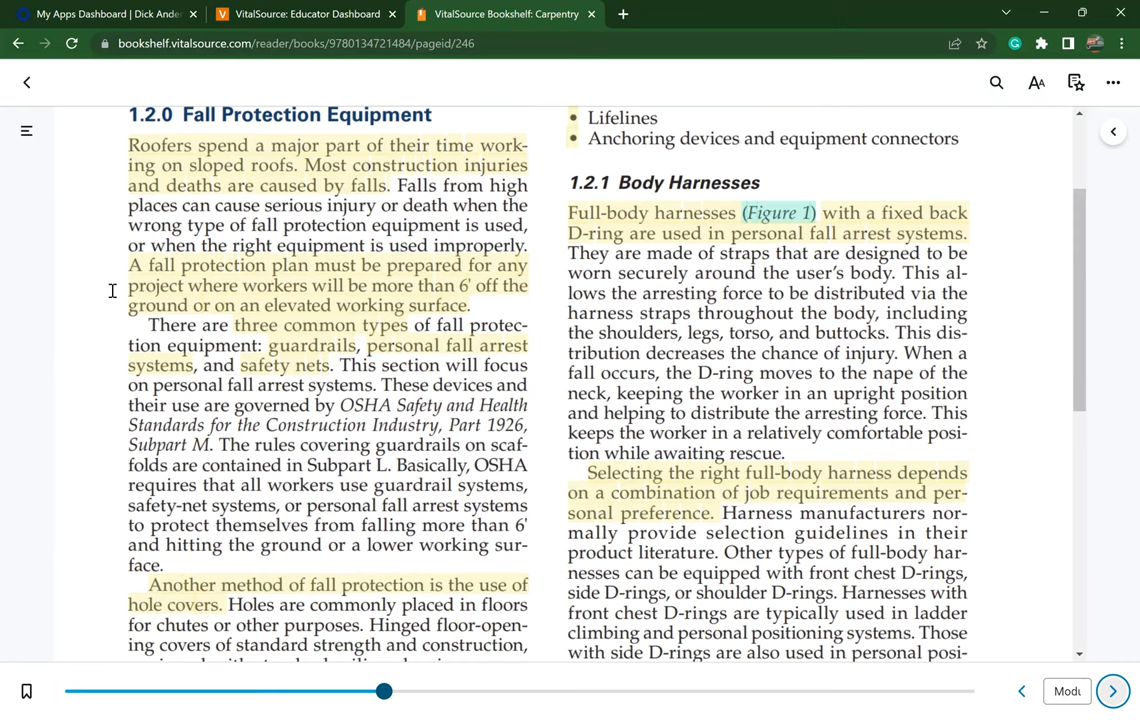 My Apps Dashboard | Dick Ander
VitalSource: Educator Dashboard
VitalSource Bookshelf: Carpentry
bookshelf.vitalsource.com/reader/books/9780134721484/pageid/246
1.2.0 Fall Protection Equipment
Roofers spend a major part of their time work-
ing on sloped roofs. Most construction injuries
and deaths are caused by falls. Falls from high
places can cause serious injury or death when the
wrong type of fall protection equipment is used,
or when the right equipment is used improperly.
A fall protection plan must be prepared for any
project where workers will be more than 6' off the
ground or on an elevated working surface.
There are three common types of fall protec-
tion equipment: guardrails, personal fall arrest
systems, and safety nets. This section will focus
on personal fall arrest systems. These devices and
their use are governed by OSHA Safety and Health
Standards for the Construction Industry, Part 1926,
Subpart M. The rules covering guardrails on scaf-
folds are contained in Subpart L. Basically, OSHA
requires that all workers use guardrail systems,
safety-net systems, or personal fall arrest systems
to protect themselves from falling more than 6'
and hitting the ground or a lower working sur-
face.
Another method of fall protection is the use of
hole covers. Holes are commonly placed in floors
for chutes or other purposes. Hinged floor-open-
ing covers of standard strength and construction,
• Lifelines
• Anchoring devices and equipment connectors
1.2.1 Body Harnesses
Full-body harnesses (Figure 1) with a fixed back
D-ring are used in personal fall arrest systems.
They are made of straps that are designed to be
worn securely around the user's body. This al-
lows the arresting force to be distributed via the
harness straps throughout the body, including
the shoulders, legs, torso, and buttocks. This dis-
tribution decreases the chance of injury. When a
fall occurs, the D-ring moves to the nape of the
neck, keeping the worker in an upright position
and helping to distribute the arresting force. This
keeps the worker in a relatively comfortable posi-
tion while awaiting rescue.
Selecting the right full-body harness depends
on a combination of job requirements and per-
sonal preference. Harness manufacturers nor-
mally provide selection guidelines in their
product literature. Other types of full-body har-
nesses can be equipped with front chest D-rings,
side D-rings, or shoulder D-rings. Harnesses with
front chest D-rings are typically used in ladder
climbing and personal positioning systems. Those
with side D-rings are also used in personal posi-
Modu